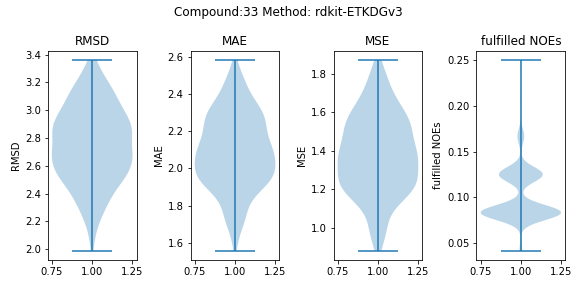 Compound:33 Method: rdkit-ETKDGv3
RMSD
MAE
MSE
fulfilled NOEs
RMSD
3.4
3.2
3.0
2.8
2.6
2.4
2.2
2.0
0.75 1.00 1.25
MAE
2.6
2.4
2.2
2.0
1.8
1.6
0.75 1.00 1.25
MSE
1.8
1.6
1.4
1.2
1.0
0.75 1.00 1.25
fulfilled NOEs
0.25
0.20
0.15
0.10
0.05
0.75 1.00 1.25